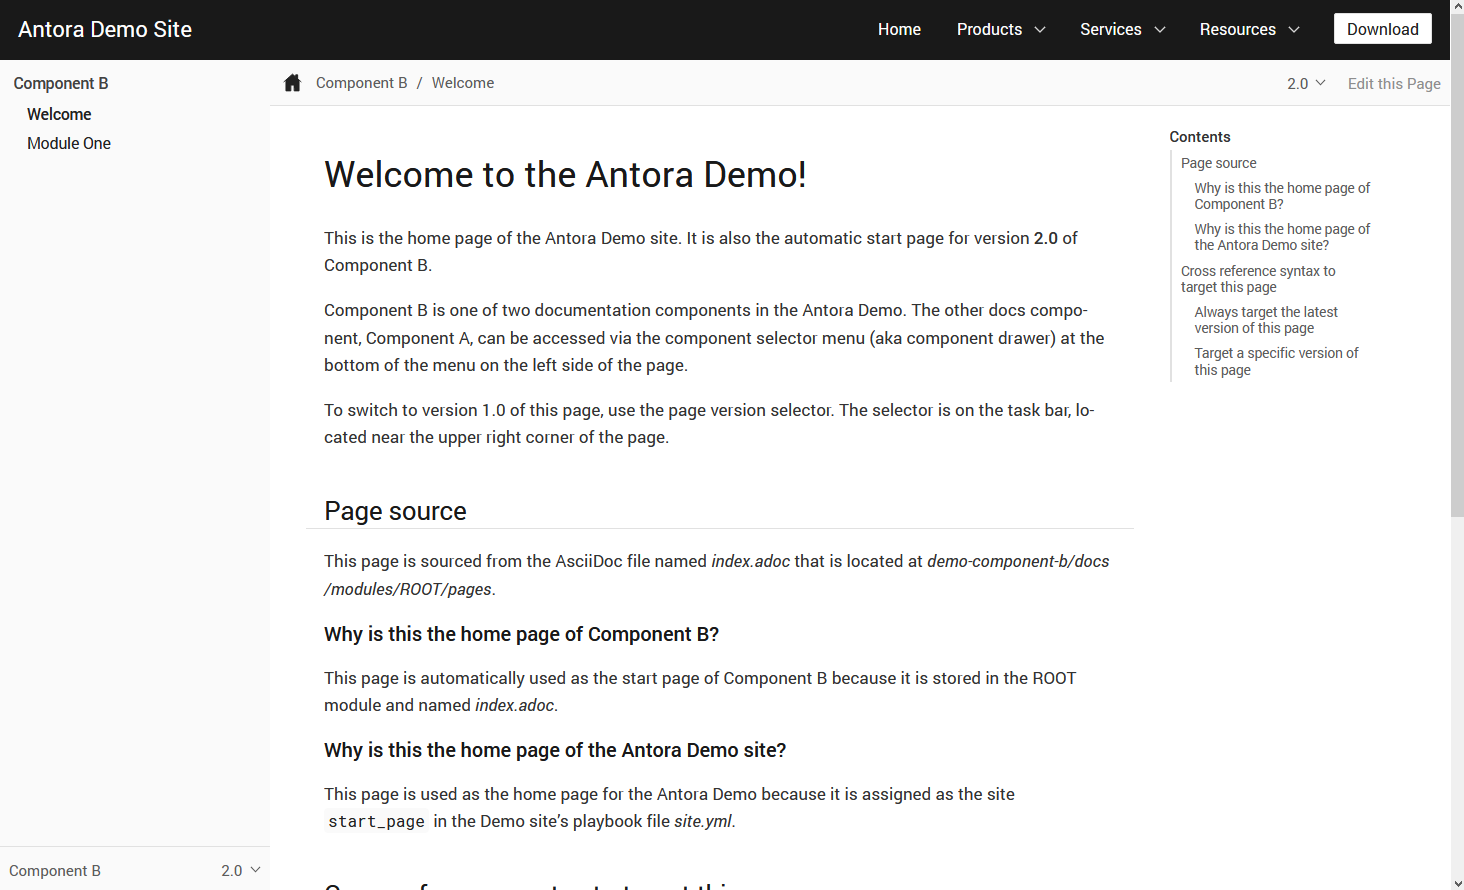 Antora Demo Site
Home
Products
Services
Resources
Download
Component B
Welcome
Module One
Component B / Welcome
2.0
Edit this Page
Welcome to the Antora Demo!
This is the home page of the Antora Demo site. It is also the automatic start page for version 2.0 of
Component B.
Component B is one of two documentation components in the Antora Demo. The other docs compo-
nent, Component A, can be accessed via the component selector menu (aka component drawer) at the
bottom of the menu on the left side of the page.
To switch to version 1.0 of this page, use the page version selector. The selector is on the task bar, lo-
cated near the upper right corner of the page.
Page source
This page is sourced from the AsciiDoc file named index.adoc that is located at demo-component-b/docs
/modules/ROOT/pages.
Why is this the home page of Component B?
This page is automatically used as the start page of Component B because it is stored in the ROOT
module and named index.adoc.
Why is this the home page of the Antora Demo site?
This page is used as the home page for the Antora Demo because it is assigned as the site
start_page in the Demo site’s playbook file site.yml.
Contents
Page source
Why is this the home page of
Component B?
Why is this the home page of
the Antora Demo site?
Cross reference syntax to
target this page
Always target the latest
version of this page
Target a specific version of
this page
Component B
2.0